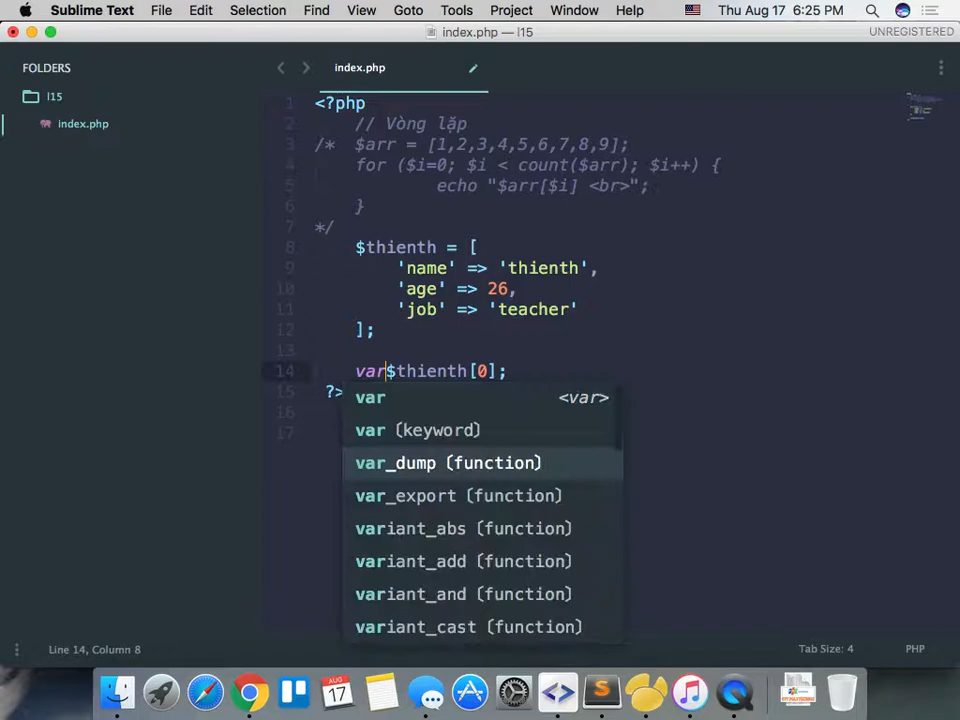 Sublime Text File Edit Selection Find View Goto Tools Project Window Help Thu Aug 17 6:25 PM
index.php — l15 UNREGISTERED
FOLDERS
l15
index.php
index.php
1 <?php
2 // Vòng lặp
3 /* $arr = [1,2,3,4,5,6,7,8,9];
4 for ($i=0; $i < count($arr); $i++) {
5 echo "$arr[$i] <br>";
6 }
7 */
8 $thienth = [
9 'name' => 'thienth',
10 'age' => 26,
11 'job' => 'teacher'
12 ];
13
14 var$thienth[0];
15 ?>
16
17
var <var>
var (keyword)
var_dump (function)
var_export (function)
variant_abs (function)
variant_add (function)
variant_and (function)
variant_cast (function)
Line 14, Column 8 Tab Size: 4 PHP
AUG
17